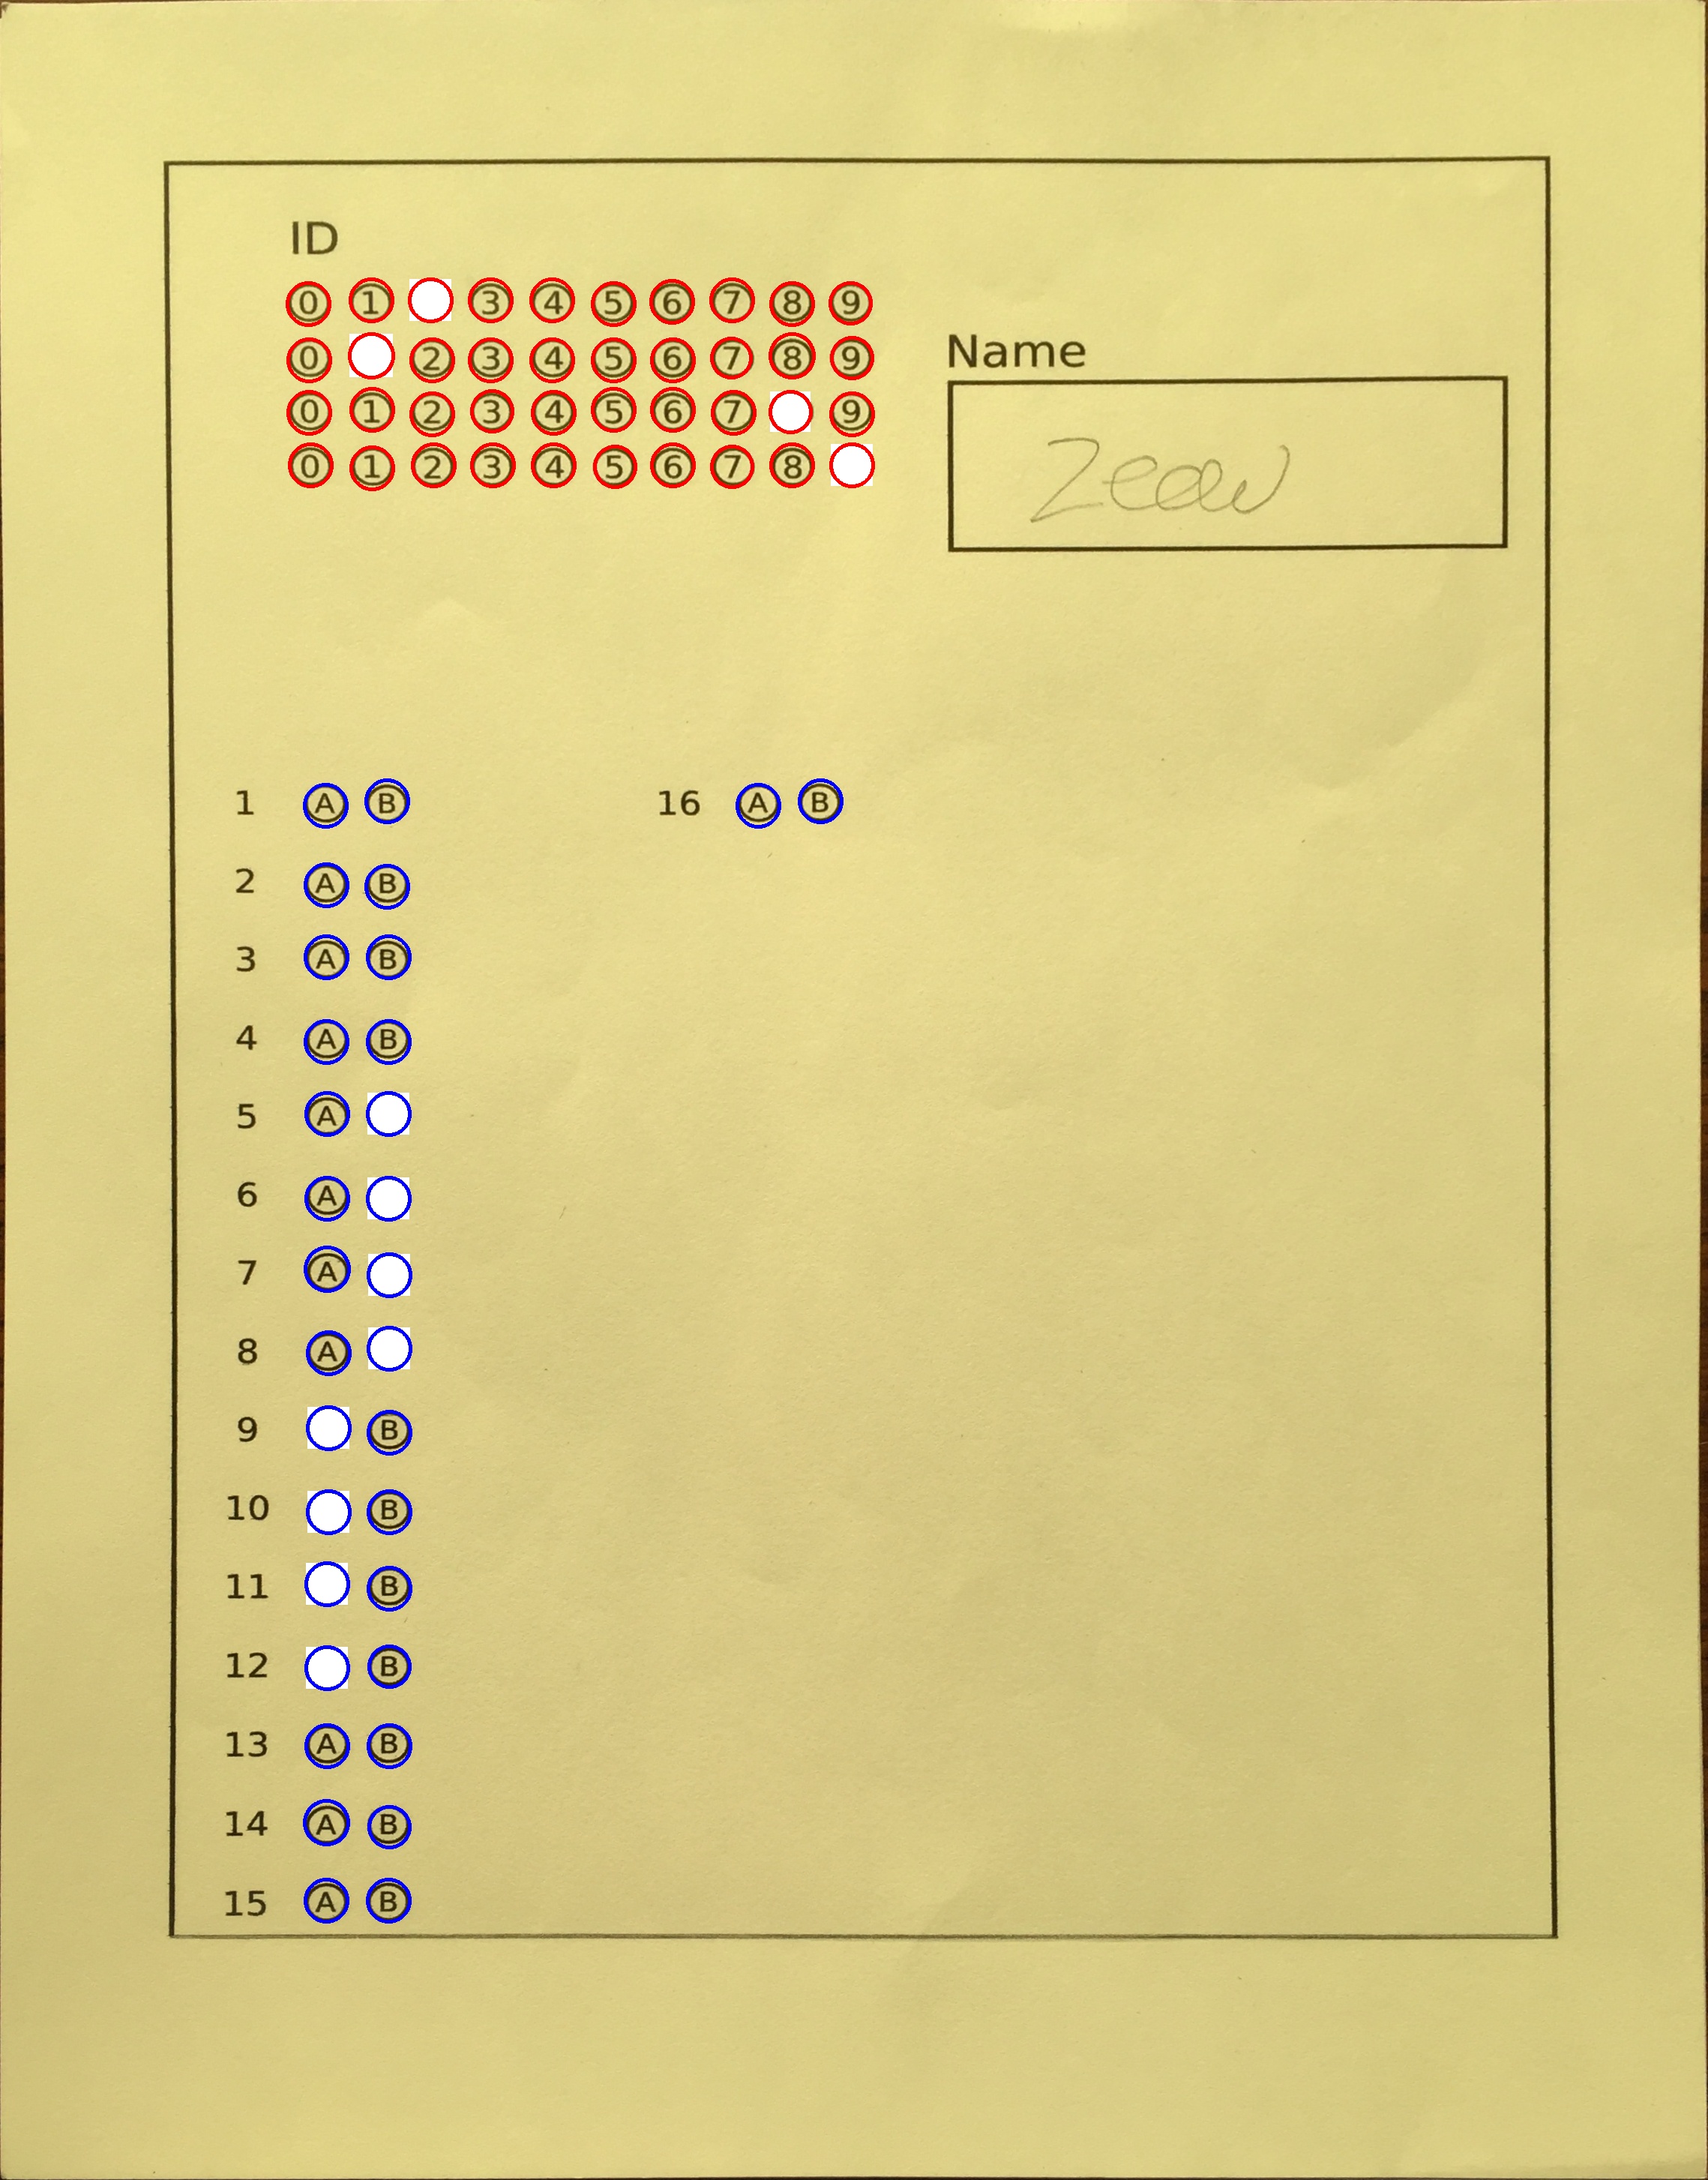 ID
0 1 3 4 5 6 7 8 9
0 2 3 4 5 6 7 8 9
0 1 2 3 4 5 6 7 9
0 1 2 3 4 5 6 7 8
Name
1 A B
2 A B
3 A B
4 A B
5 A
6 A
7 A
8 A
9 B
10 B
11 B
12 B
13 A B
14 A B
15 A B
16 A B